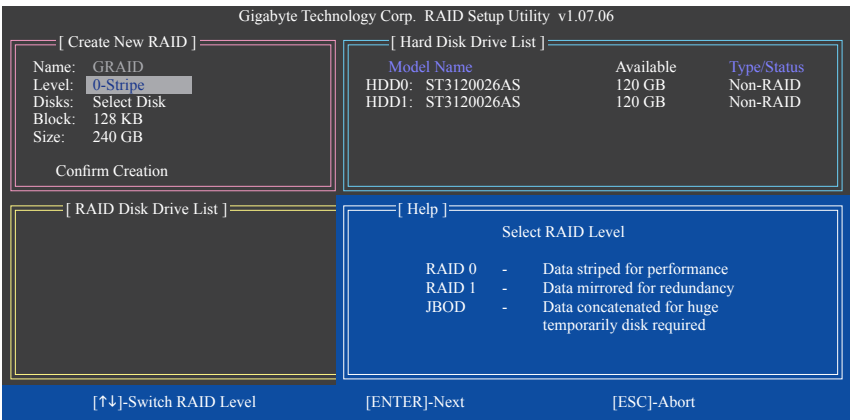 Gigabyte Technology Corp. RAID Setup Utility v1.07.06
[ Create New RAID ]
Name: GRAID
Level: 0-Stripe
Disks: Select Disk
Block: 128 KB
Size: 240 GB
Confirm Creation
[ Hard Disk Drive List ]
Model Name Available Type/Status
HDD0: ST3120026AS 120 GB Non-RAID
HDD1: ST3120026AS 120 GB Non-RAID
[ RAID Disk Drive List ]
[ Help ]
Select RAID Level
RAID 0 - Data striped for performance
RAID 1 - Data mirrored for redundancy
JBOD - Data concatenated for huge
temporarily disk required
[↑↓]-Switch RAID Level [ENTER]-Next [ESC]-Abort